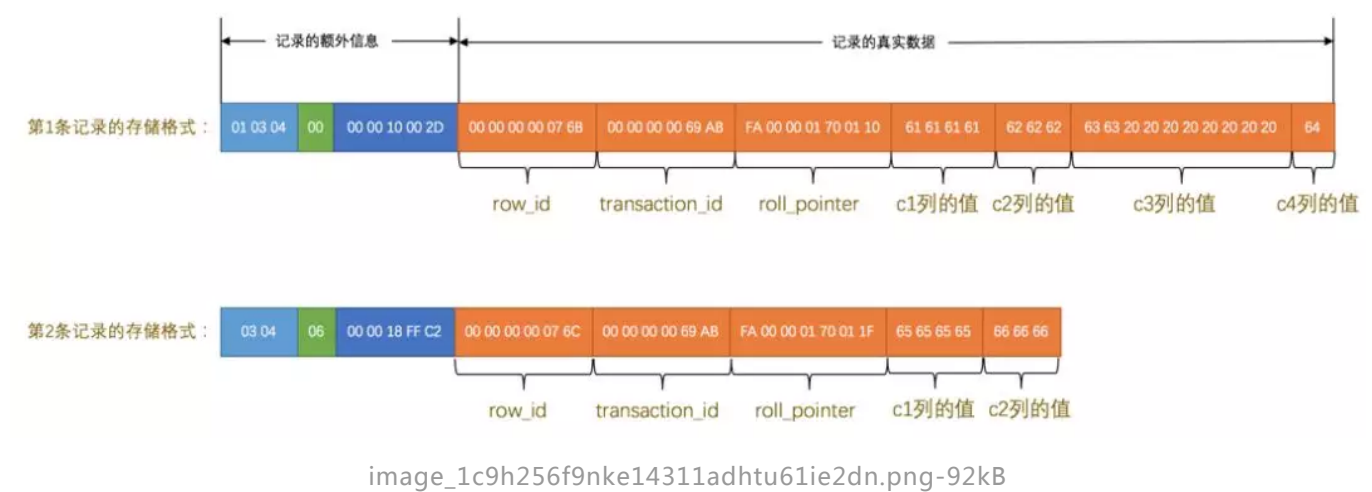 记录的额外信息 记录的真实数据
第1条记录的存储格式： 01 03 04 00 00 00 10 00 2D 00 00 00 00 07 6B 00 00 00 00 69 AB FA 00 00 01 70 01 10 61 61 61 61 62 62 62 63 63 20 20 20 20 20 20 20 20 64
row_id transaction_id roll_pointer c1列的值 c2列的值 c3列的值 c4列的值
第2条记录的存储格式： 03 04 06 00 00 18 FF C2 00 00 00 00 07 6C 00 00 00 00 69 AB FA 00 00 01 70 01 1F 65 65 65 65 66 66 66
row_id transaction_id roll_pointer c1列的值 c2列的值
image_1c9h256f9nke14311adhtu61ie2dn.png-92kB